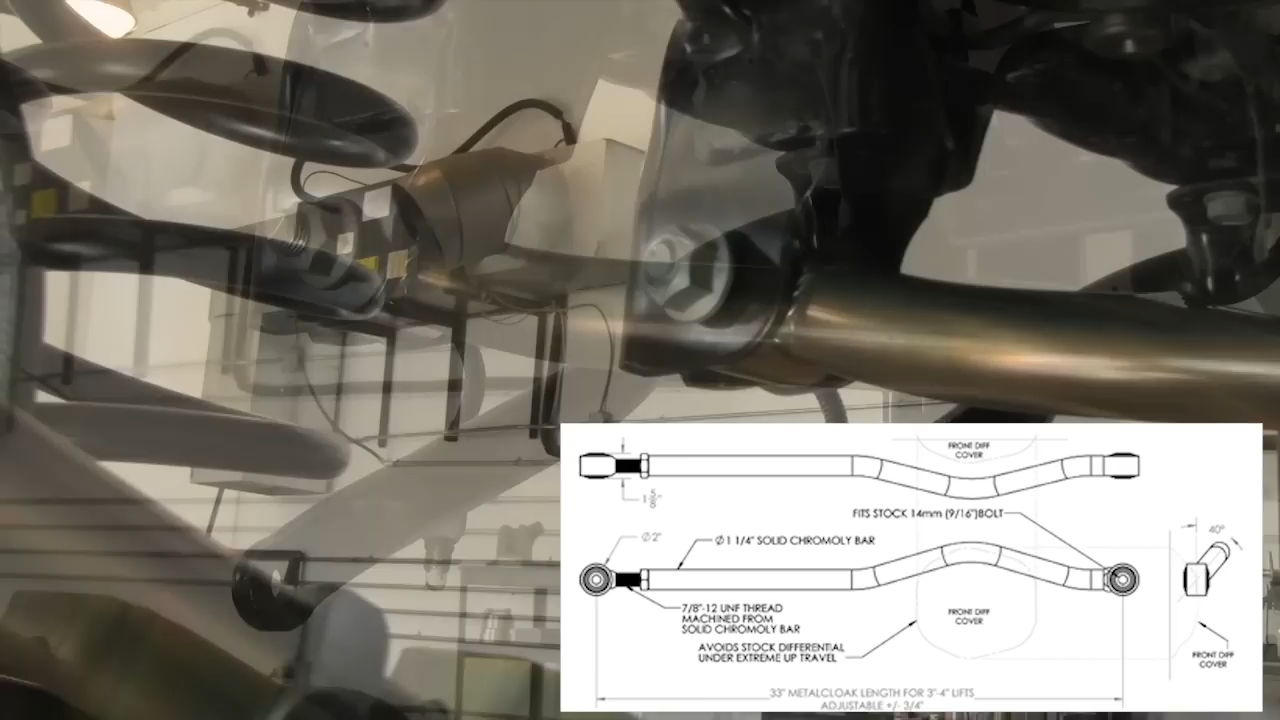 FRONT DIFF
COVER
1 5/8"
FITS STOCK 14mm (9/16")BOLT
40°
Ø 2"
Ø1 1/4" SOLID CHROMOLY BAR
7/8"-12 UNF THREAD
MACHINED FROM
SOLID CHROMOLY BAR
FRONT DIFF
COVER
AVOIDS STOCK DIFFERENTIAL
UNDER EXTREME UP TRAVEL
FRONT DIFF
COVER
33" METALCLOAK LENGTH FOR 3"-4" LIFTS
ADJUSTABLE +/- 3/4"